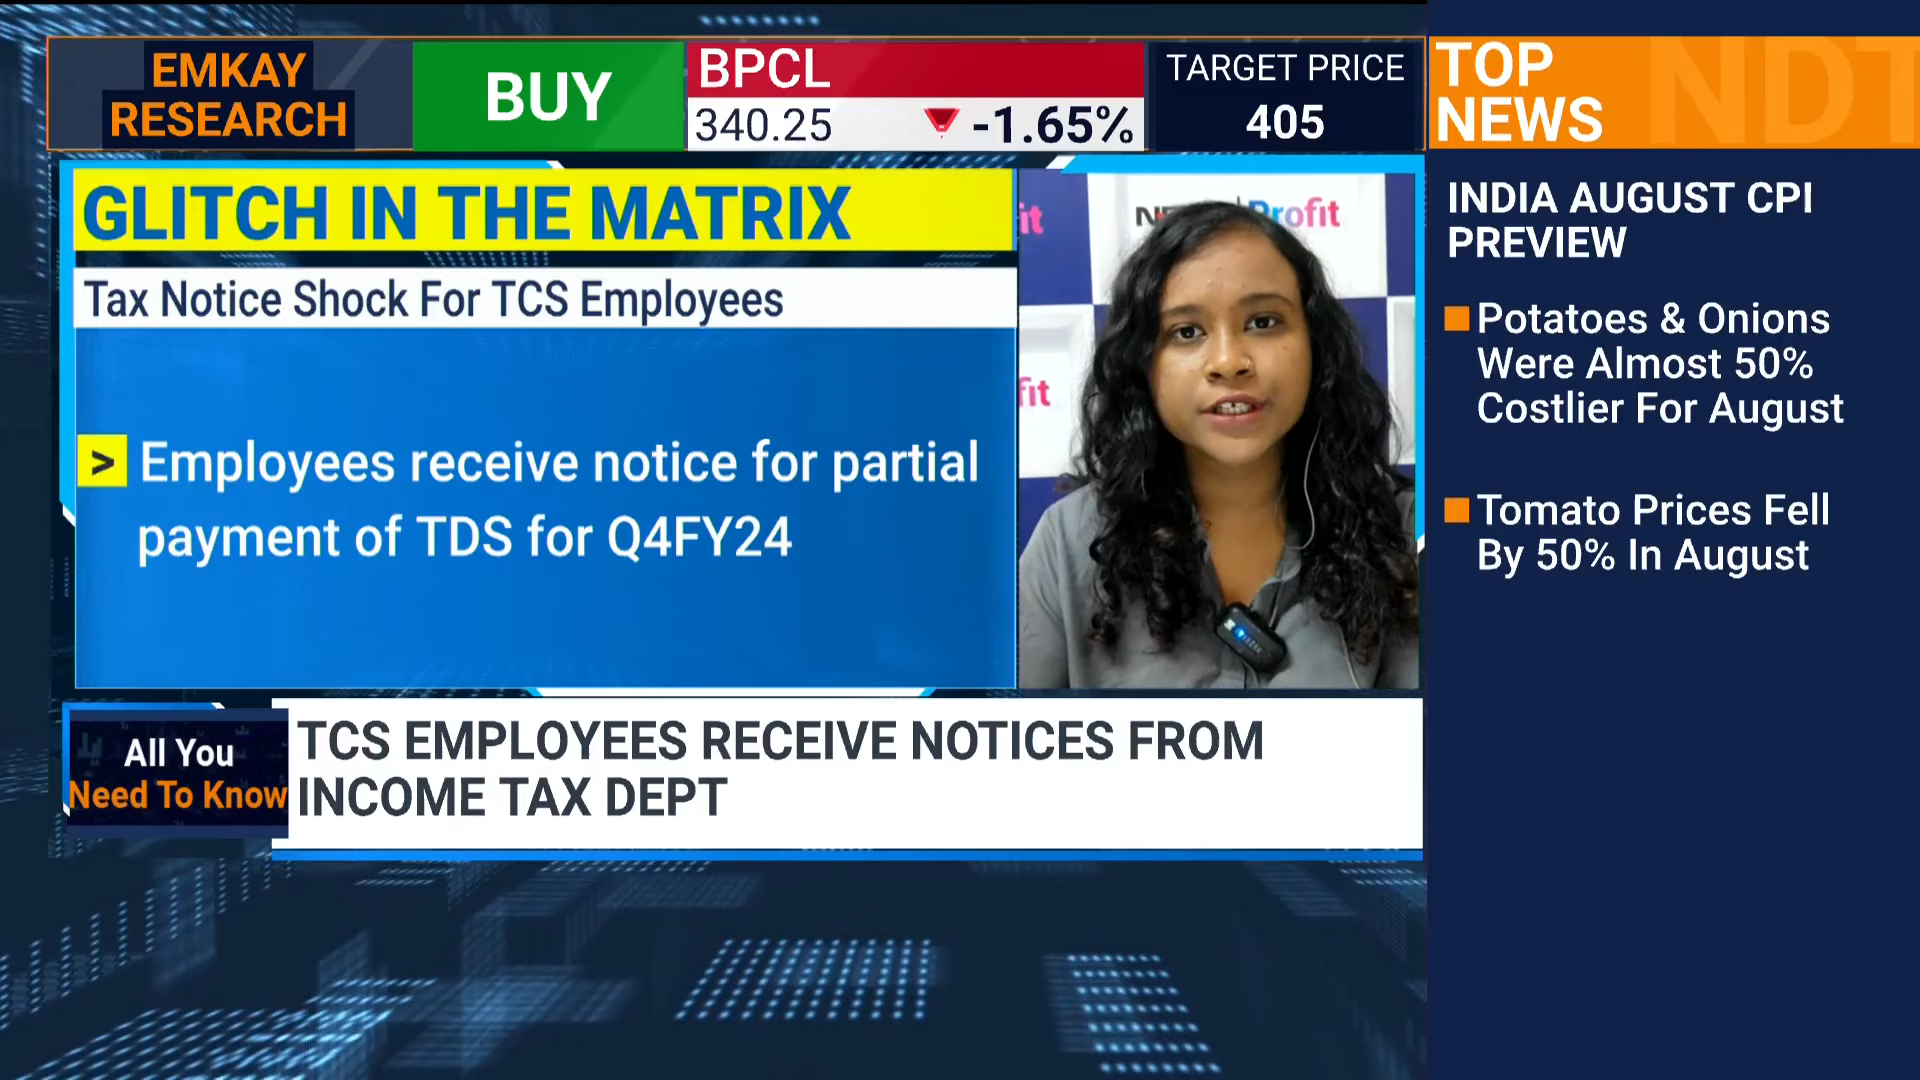 EMKAY
RESEARCH
BUY
BPCL
340.25
-1.65%
TARGET PRICE
405
TOP
NEWS
NDT
GLITCH IN THE MATRIX
Tax Notice Shock For TCS Employees
> Employees receive notice for partial
payment of TDS for Q4FY24
Profit
INDIA AUGUST CPI
PREVIEW
Potatoes & Onions
Were Almost 50%
Costlier For August
Tomato Prices Fell
By 50% In August
All You
Need To Know
TCS EMPLOYEES RECEIVE NOTICES FROM
INCOME TAX DEPT